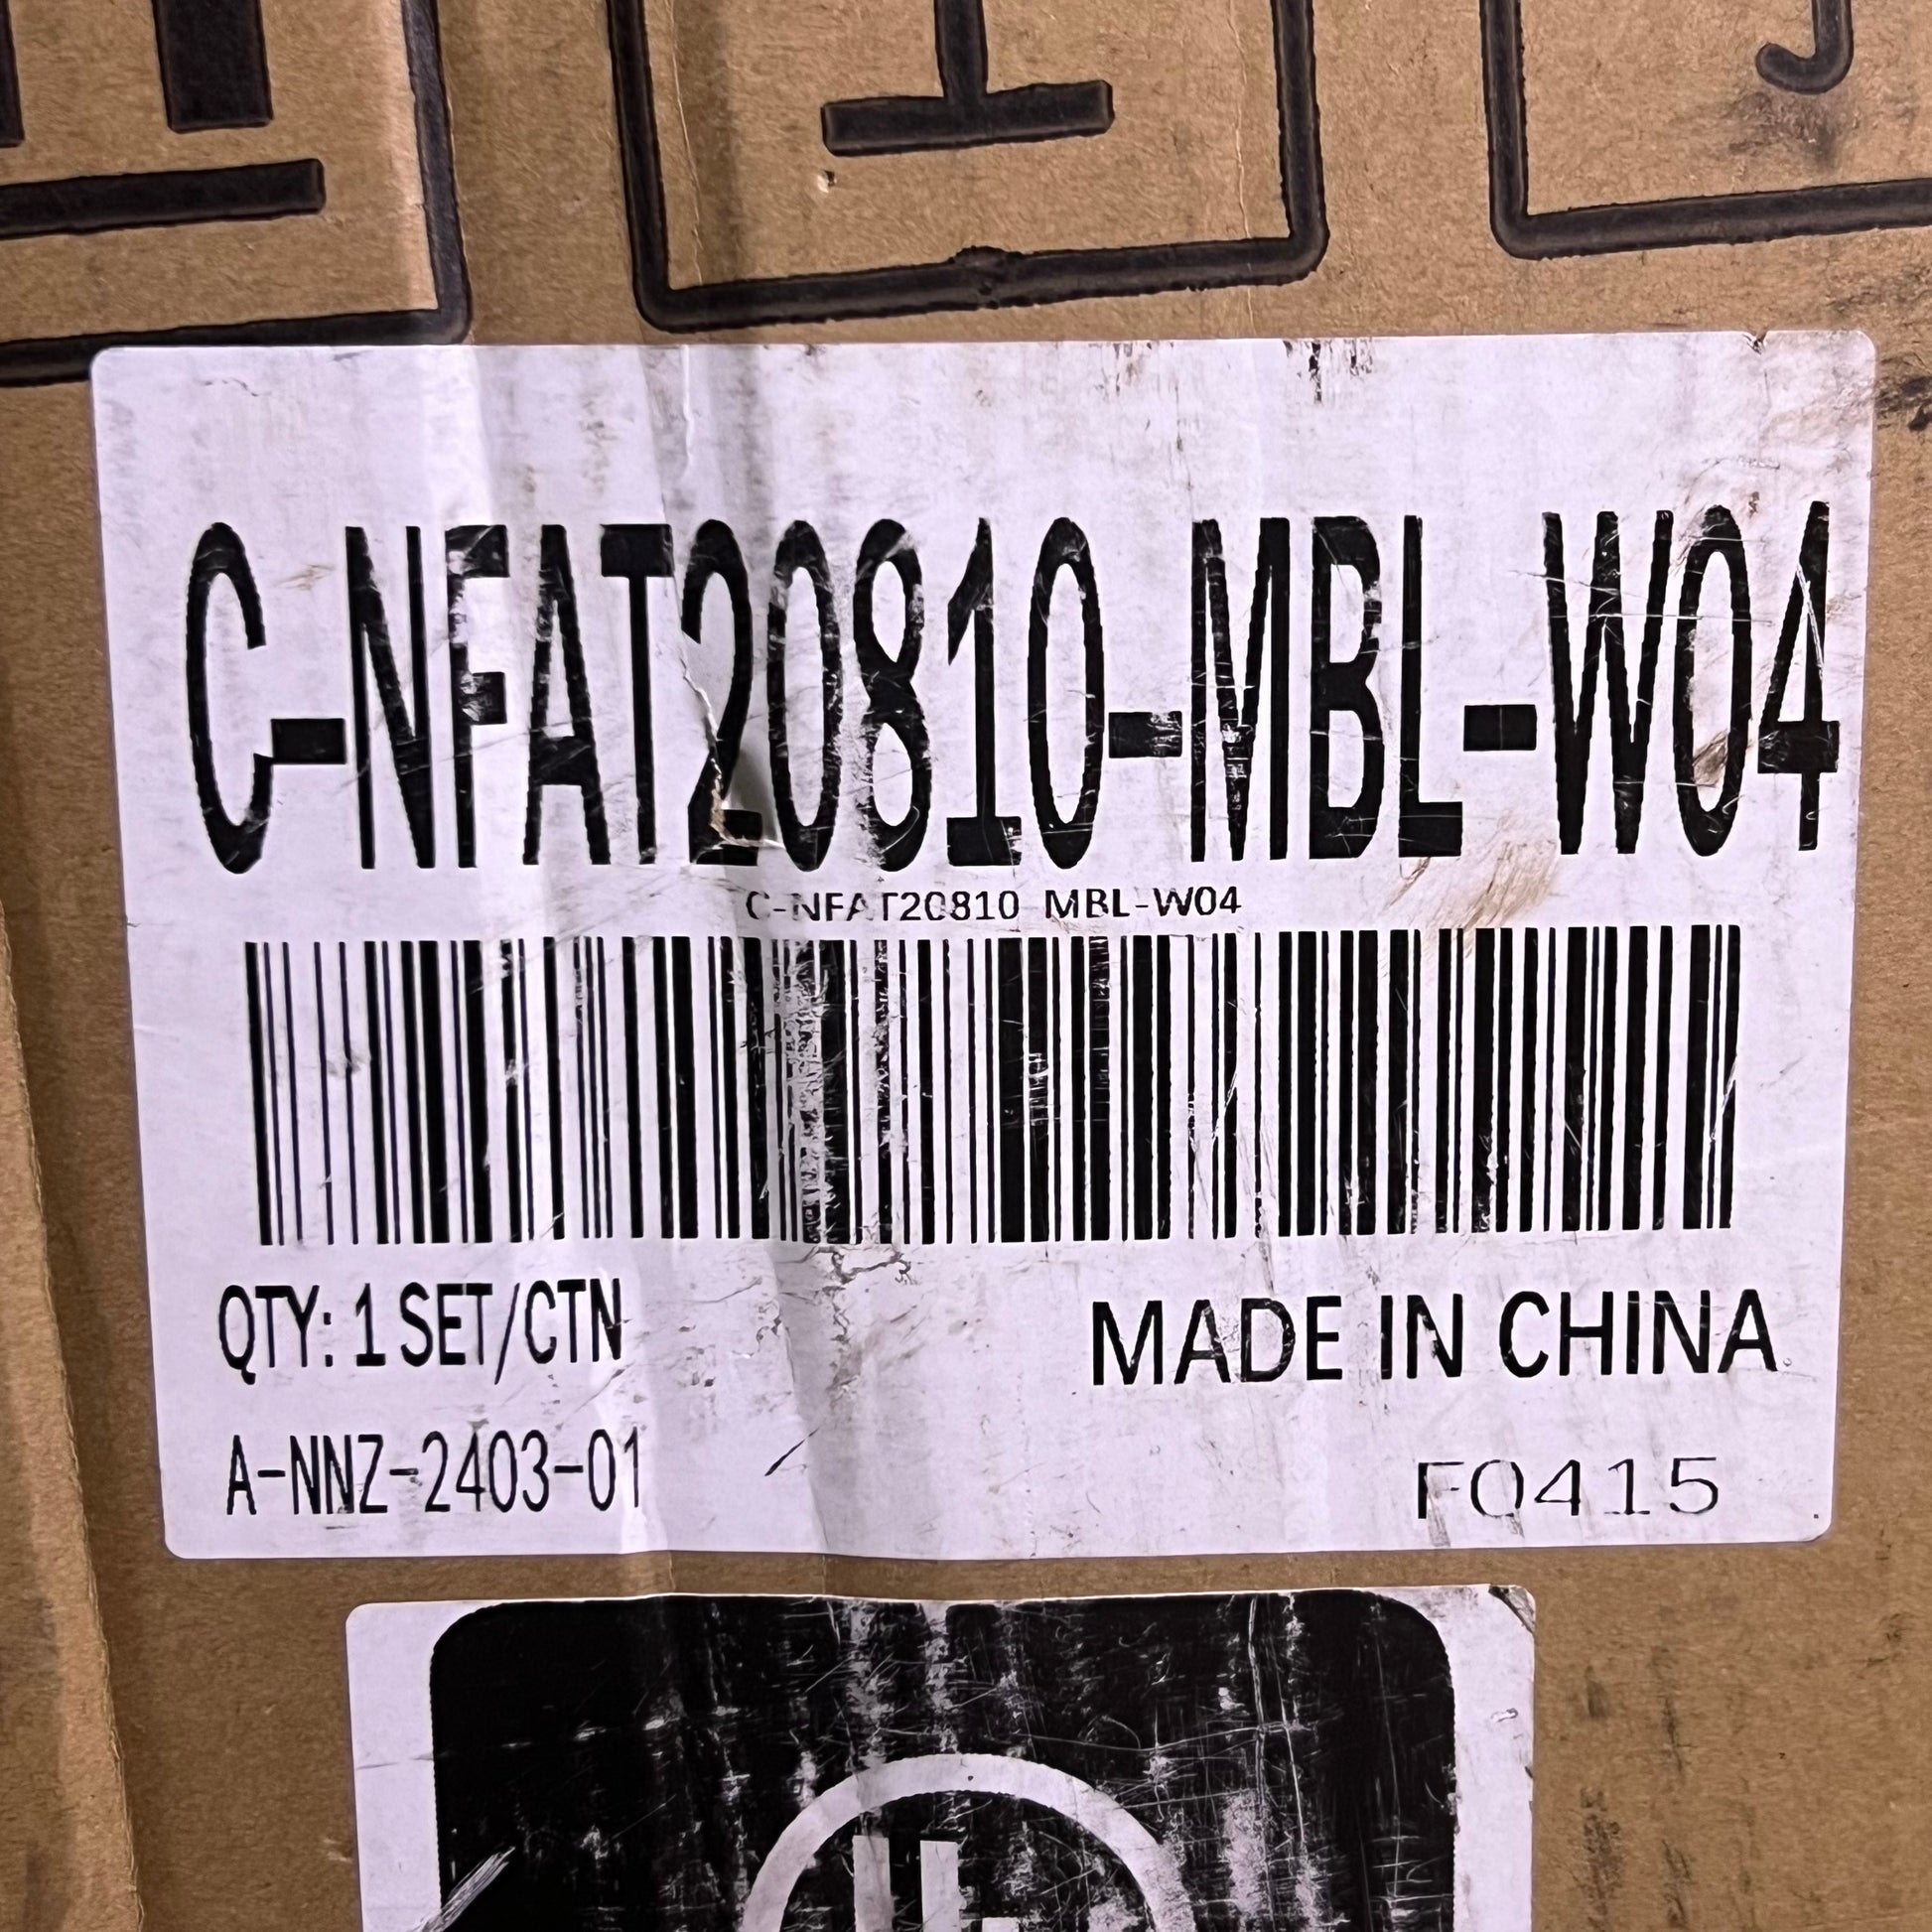 C-NFAT20810-MBL-W04
C-NFAT20810 MBL-W04
QTY: 1 SET/CTN
MADE IN CHINA
A-NNZ-2403-01
F0415